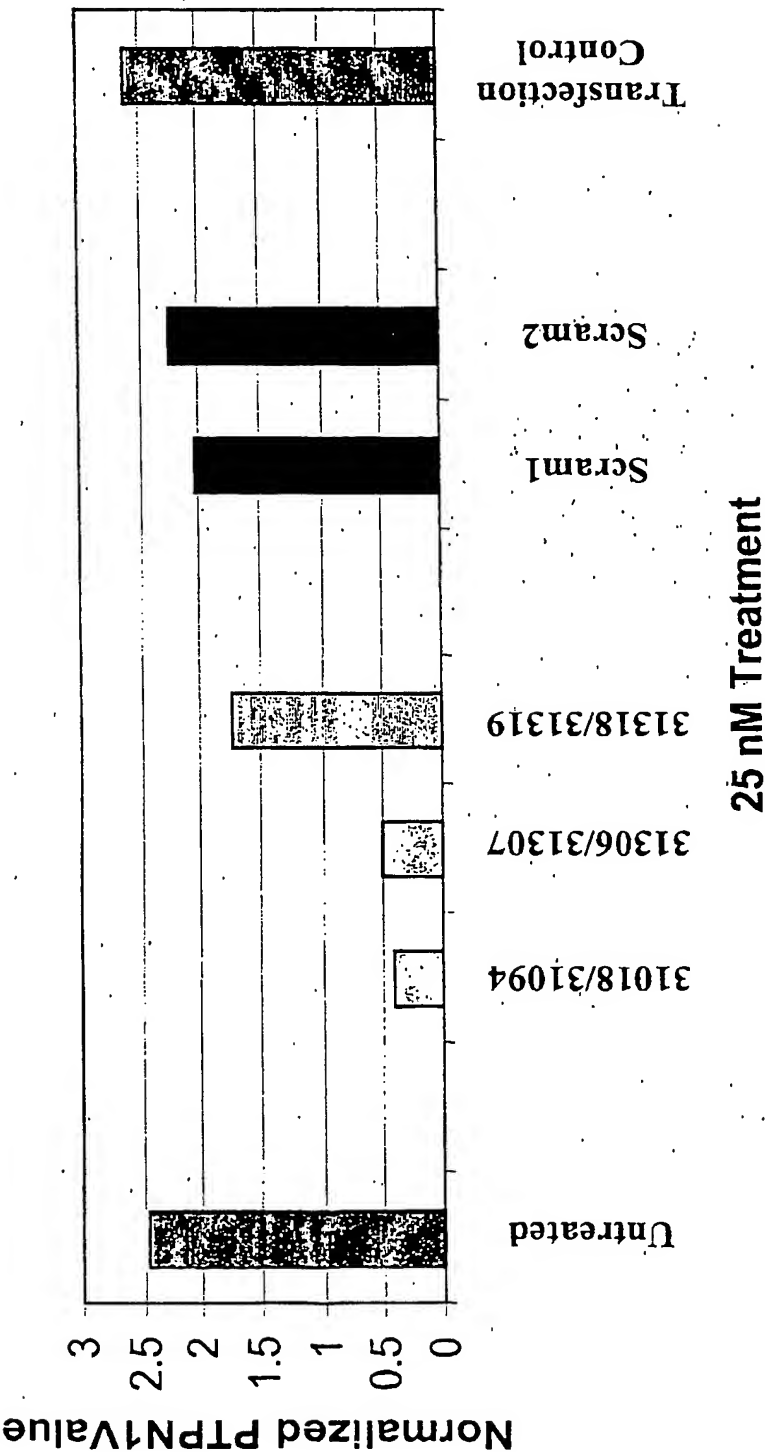 Normalized PTPN1Value
3
2.5
2
1.5
1
0.5
0
Untreated
31018/31094
31306/31307
31318/31319
Scram1
Scram2
Transfection
Control
25 nM Treatment